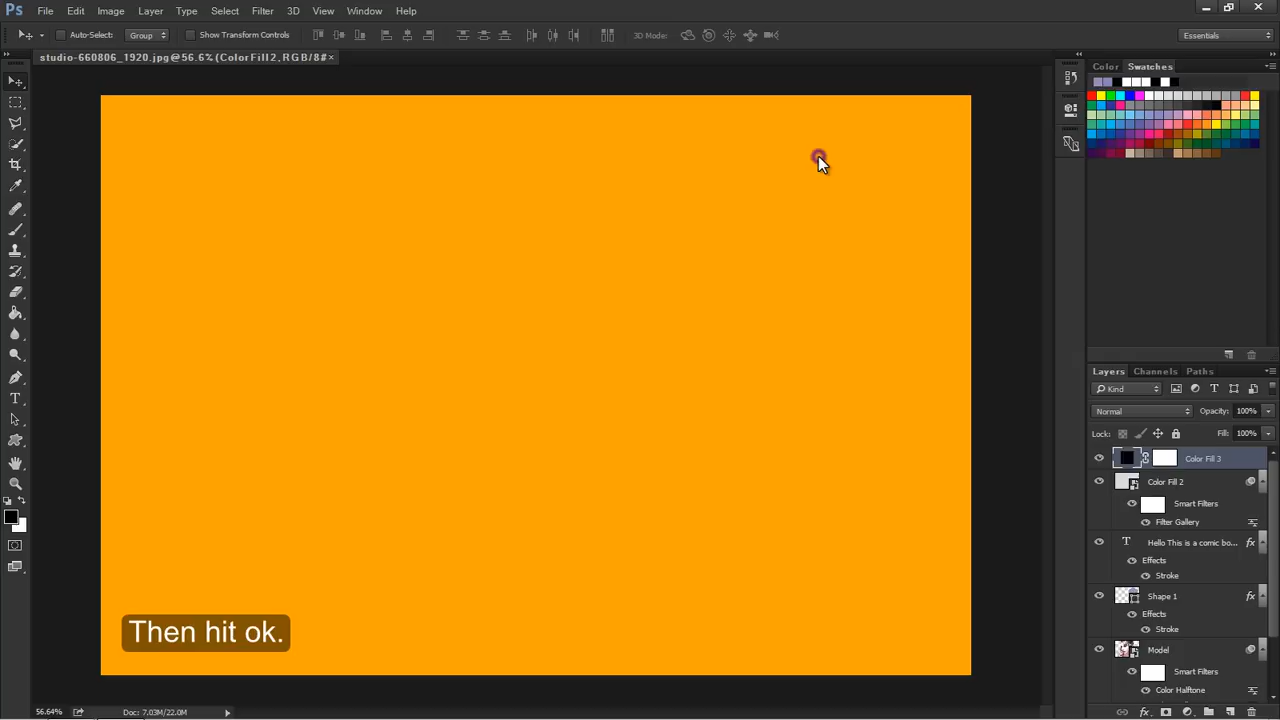 Ps File Edit Image Layer Type Select Filter 3D View Window Help
Auto-Select: Group Show Transform Controls 3D Mode: Essentials
studio-660806_1920.jpg @ 56.6% (Color Fill 2, RGB/8# ×
Color Swatches
Layers Channels Paths
Kind
Normal Opacity: 100%
Lock: Fill: 100%
Color Fill 3
Color Fill 2
Smart Filters
Filter Gallery
T Hello This is a comic bo... fx
Effects
Stroke
Shape 1 fx
Effects
Stroke
Model
Smart Filters
Color Halftone
Then hit ok.
56.64% Doc: 7.03M/22.0M